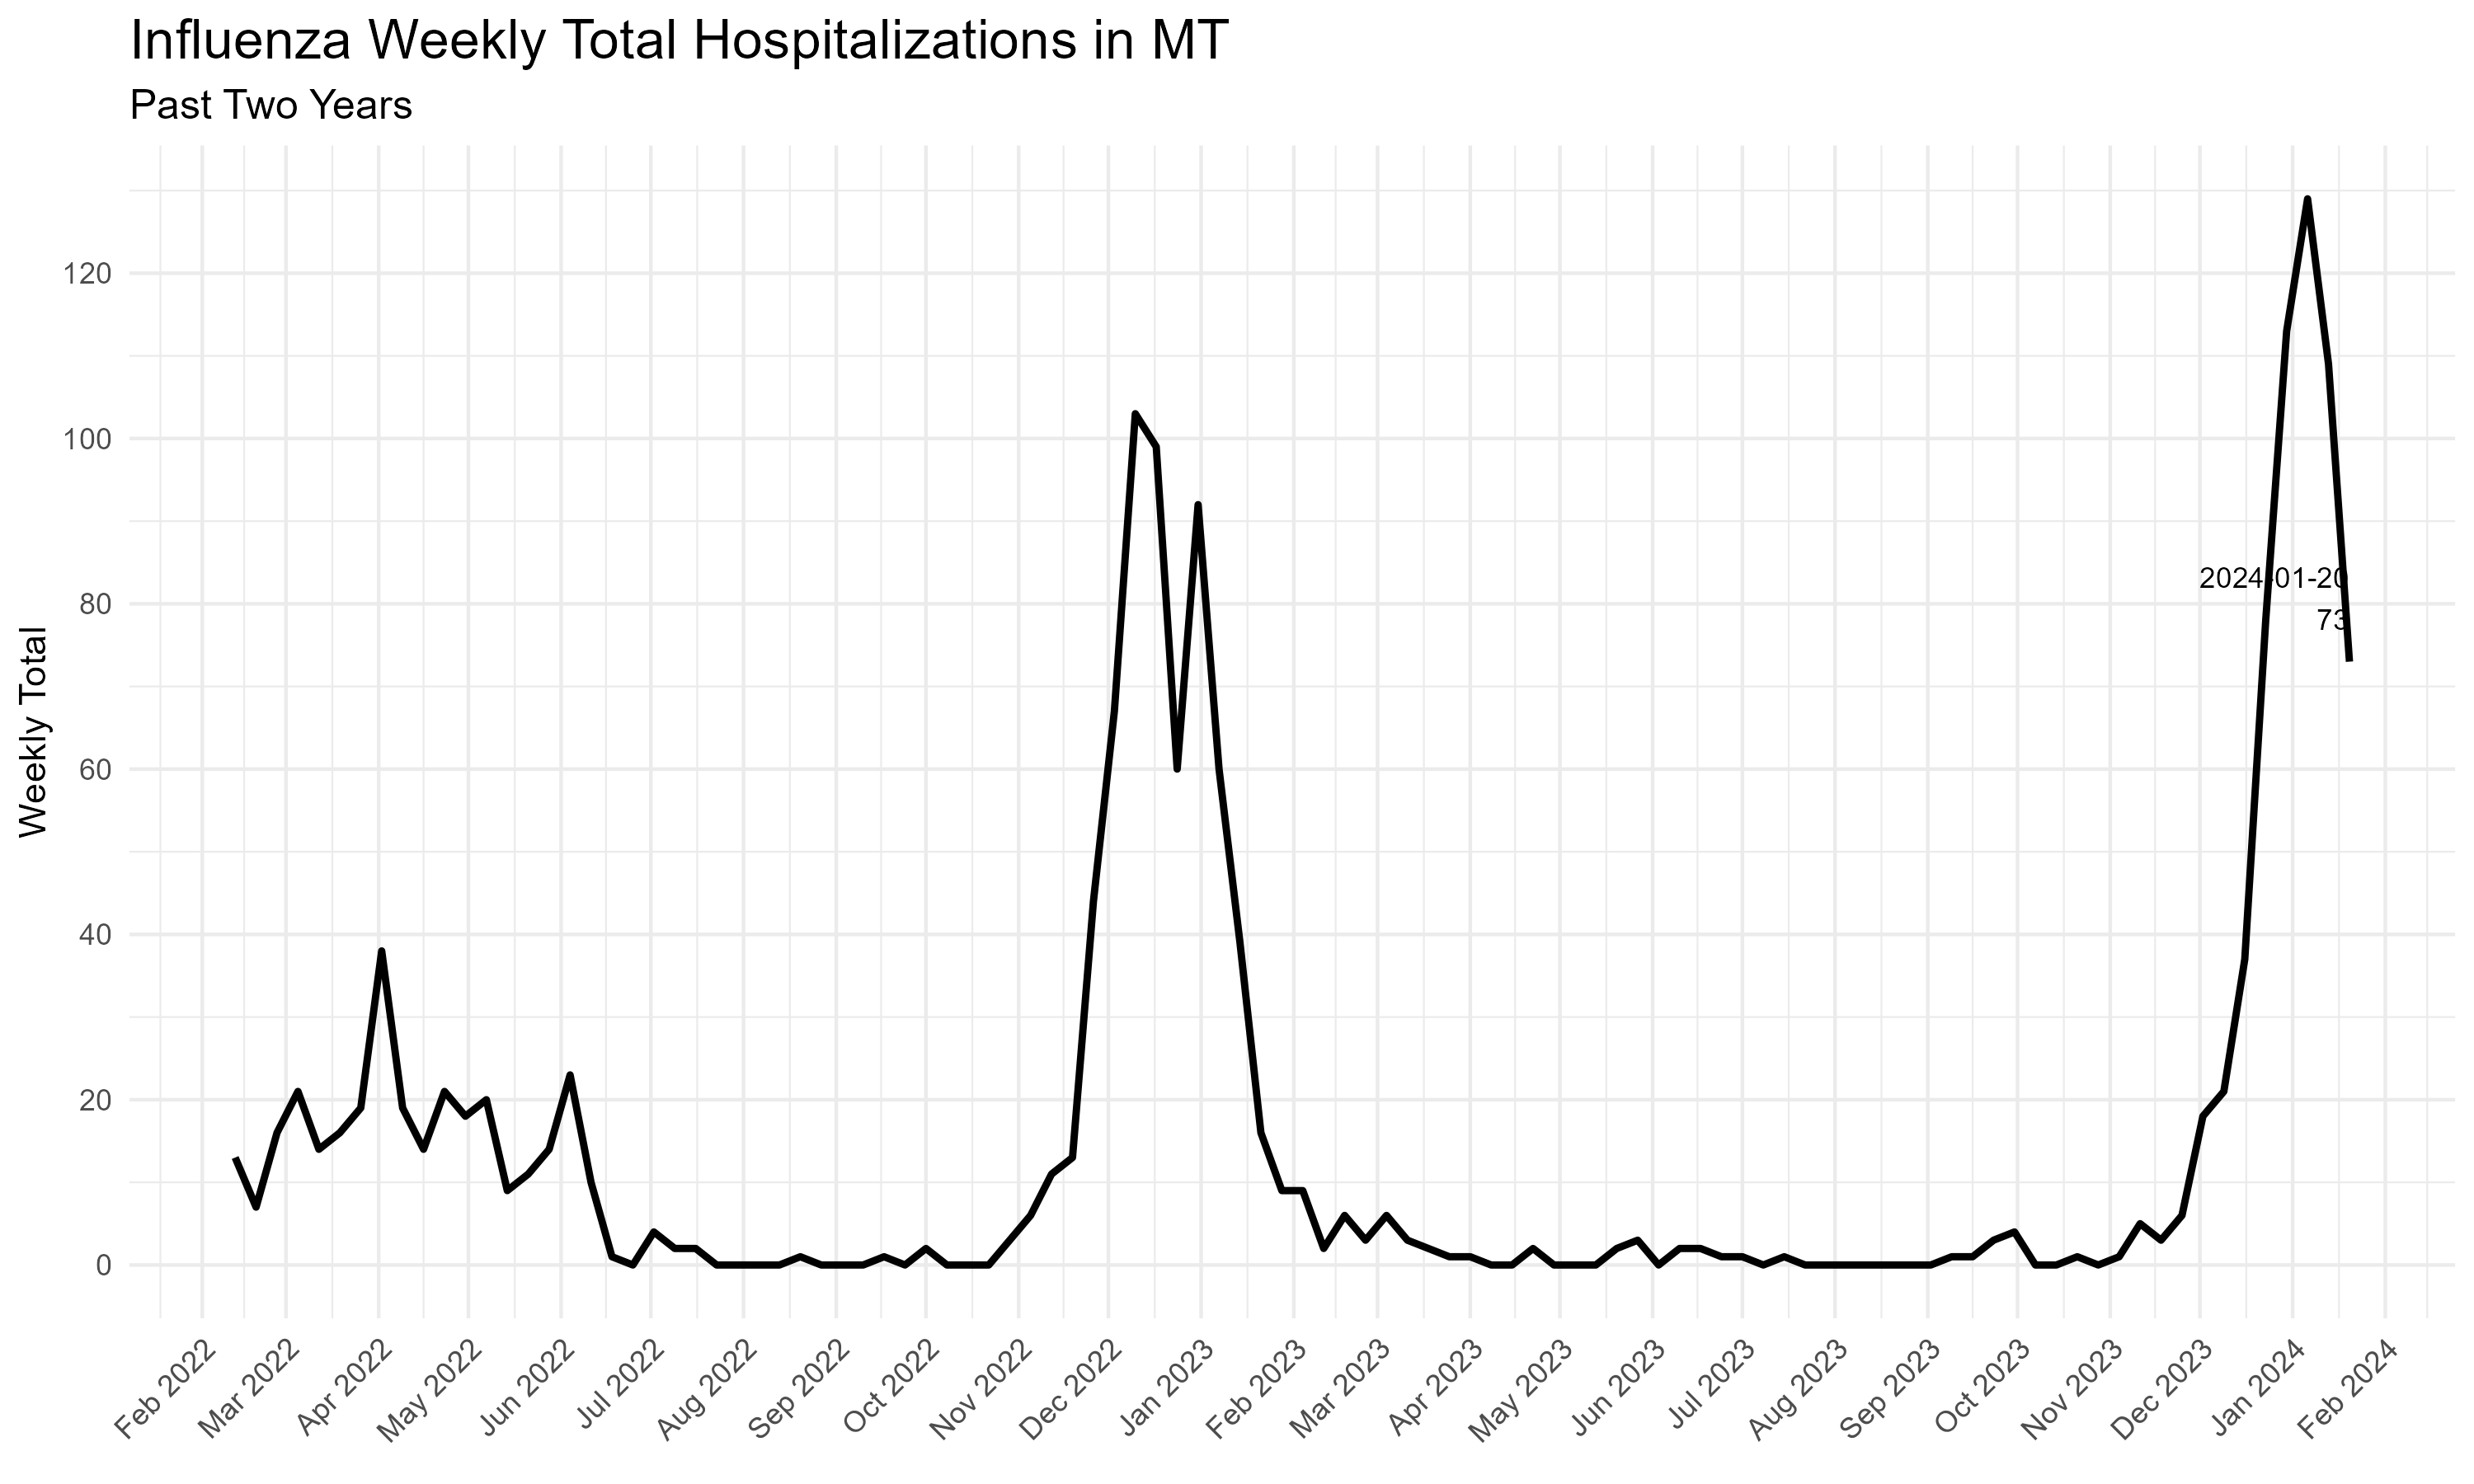 Influenza Weekly Total Hospitalizations in MT
Past Two Years
Weekly Total
120
100
80
60
40
20
0
2024-01-20
73
Feb 2022
Mar 2022
Apr 2022
May 2022
Jun 2022
Jul 2022
Aug 2022
Sep 2022
Oct 2022
Nov 2022
Dec 2022
Jan 2023
Feb 2023
Mar 2023
Apr 2023
May 2023
Jun 2023
Jul 2023
Aug 2023
Sep 2023
Oct 2023
Nov 2023
Dec 2023
Jan 2024
Feb 2024